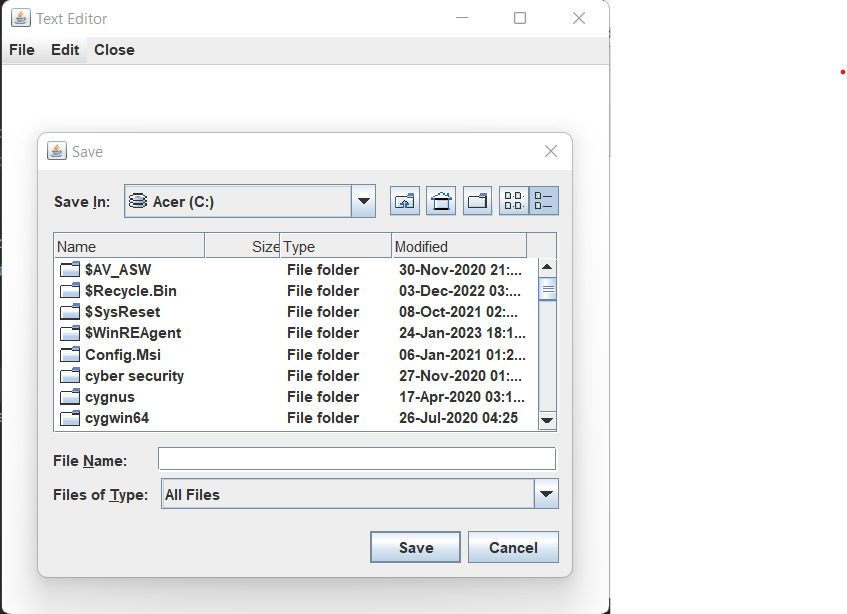 Text Editor
File Edit Close
Save
Save In: Acer (C:)
Name Size Type Modified
$AV_ASW File folder 30-Nov-2020 21:...
$Recycle.Bin File folder 03-Dec-2022 03:...
$SysReset File folder 08-Oct-2021 02:...
$WinREAgent File folder 24-Jan-2023 18:1...
Config.Msi File folder 06-Jan-2021 01:2...
cyber security File folder 27-Nov-2020 01:...
cygnus File folder 17-Apr-2020 03:1...
cygwin64 File folder 26-Jul-2020 04:25
File Name:
Files of Type: All Files
Save Cancel